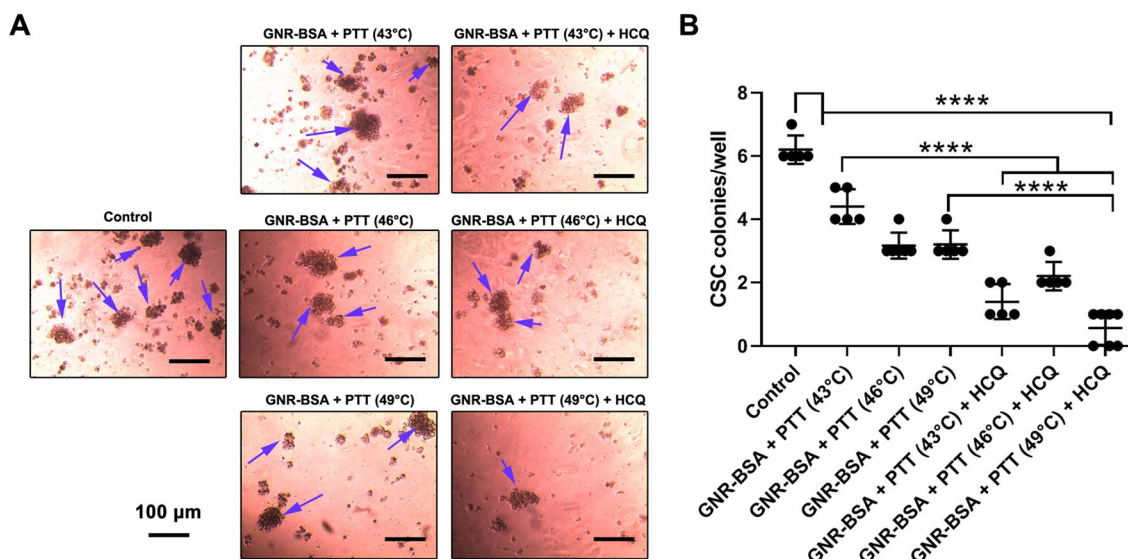 A
GNR-BSA + PTT (43°C)
GNR-BSA + PTT (43°C) + HCQ
Control
GNR-BSA + PTT (46°C)
GNR-BSA + PTT (46°C) + HCQ
GNR-BSA + PTT (49°C)
GNR-BSA + PTT (49°C) + HCQ
100 µm
B
CSC colonies/well
8
6
4
2
0
****
****
****
Control
GNR-BSA + PTT (43°C)
GNR-BSA + PTT (46°C)
GNR-BSA + PTT (49°C)
GNR-BSA + PTT (43°C) + HCQ
GNR-BSA + PTT (46°C) + HCQ
GNR-BSA + PTT (49°C) + HCQ